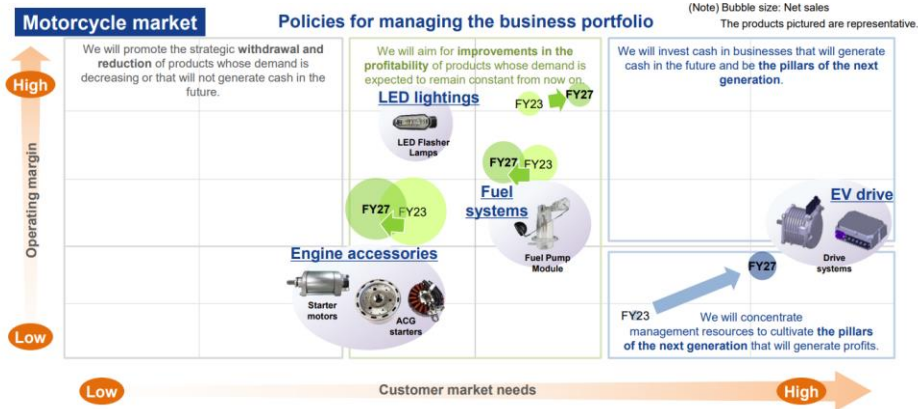 Motorcycle market
Policies for managing the business portfolio
(Note) Bubble size: Net sales
The products pictured are representative.
We will promote the strategic withdrawal and
reduction of products whose demand is
decreasing or that will not generate cash in the
future.
We will aim for improvements in the
profitability of products whose demand is
expected to remain constant from now on.
We will invest cash in businesses that will generate
cash in the future and be the pillars of the next
generation.
High
Operating margin
Low
LED lightings
LED Flasher
Lamps
FY23
FY27
FY27
FY23
Fuel
systems
Fuel Pump
Module
FY27
FY23
Engine accessories
Starter
motors
ACG
starters
EV drive
Drive
systems
FY27
FY23
We will concentrate
management resources to cultivate the pillars
of the next generation that will generate profits.
Low
Customer market needs
High